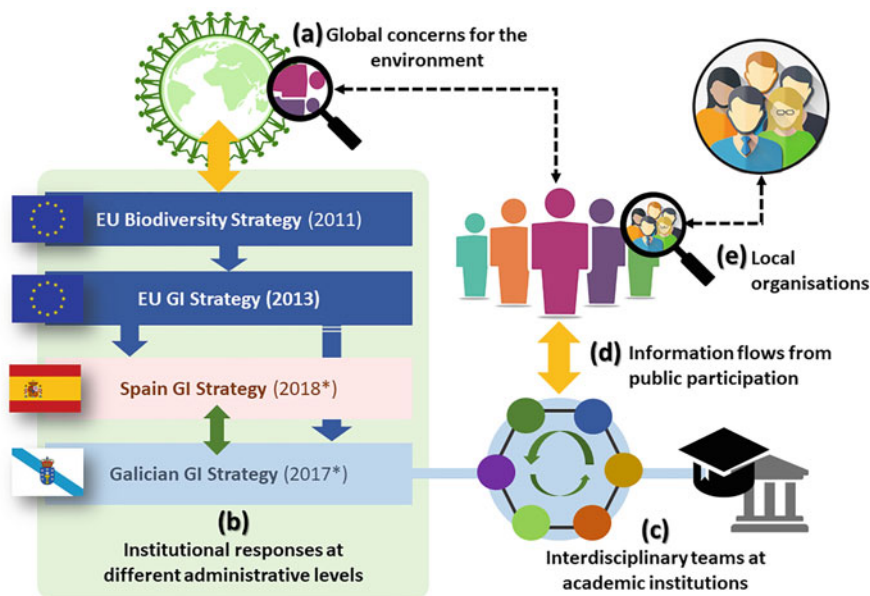 (a) Global concerns for the
environment
EU Biodiversity Strategy (2011)
EU GI Strategy (2013)
Spain GI Strategy (2018*)
Galician GI Strategy (2017*)
(b)
Institutional responses at
different administrative levels
(e) Local
organisations
(d) Information flows from
public participation
(c)
Interdisciplinary teams at
academic institutions